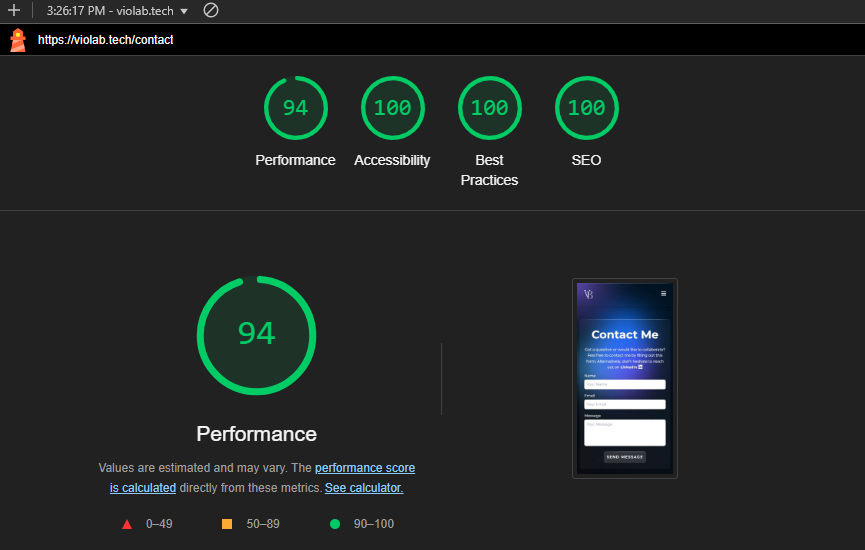 3:26:17 PM - violab.tech
https://violab.tech/contact
94
100
100
100
Performance
Accessibility
Best
Practices
SEO
94
Performance
Values are estimated and may vary. The performance score
is calculated directly from these metrics. See calculator.
0–49
50–89
90–100
VB
Contact Me
Got a question or would like to collaborate?
Feel free to contact me by filling out this
form. Alternatively, don't hesitate to reach
out on LinkedIn
Name
Your Name
Email
Your Email
Message
Your Message
SEND MESSAGE